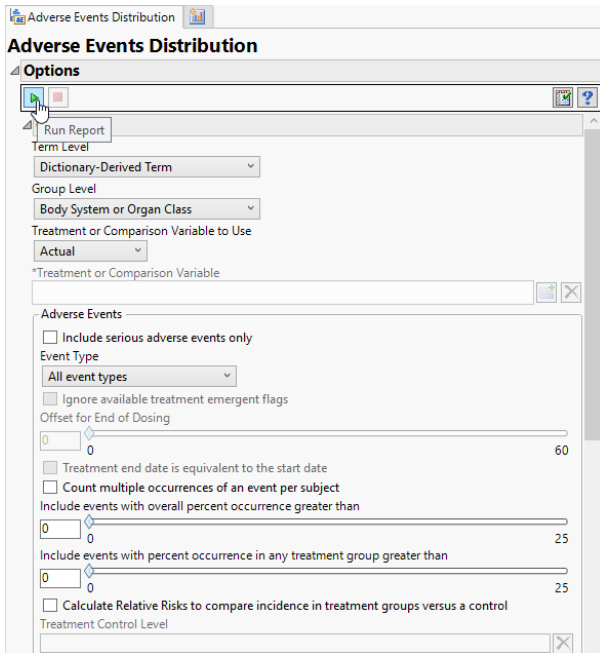 Adverse Events Distribution
Adverse Events Distribution
Options
Run Report
Term Level
Dictionary-Derived Term
Group Level
Body System or Organ Class
Treatment or Comparison Variable to Use
Actual
*Treatment or Comparison Variable
Adverse Events
Include serious adverse events only
Event Type
All event types
Ignore available treatment emergent flags
Offset for End of Dosing
0
0 60
Treatment end date is equivalent to the start date
Count multiple occurrences of an event per subject
Include events with overall percent occurrence greater than
0
0 25
Include events with percent occurrence in any treatment group greater than
0
0 25
Calculate Relative Risks to compare incidence in treatment groups versus a control
Treatment Control Level